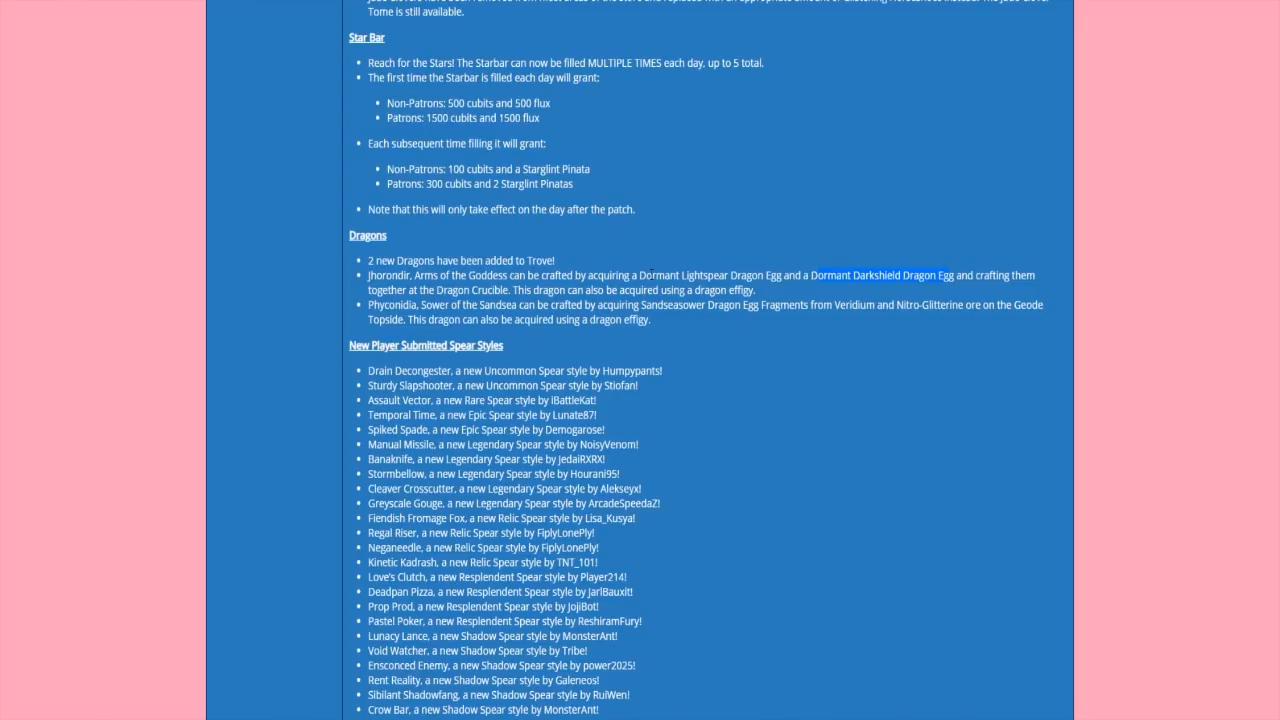 Tome is still available.
Star Bar
• Reach for the Stars! The Starbar can now be filled MULTIPLE TIMES each day, up to 5 total.
• The first time the Starbar is filled each day will grant:
• Non-Patrons: 500 cubits and 500 flux
• Patrons: 1500 cubits and 1500 flux
• Each subsequent time filling it will grant:
• Non-Patrons: 100 cubits and a Starglint Pinata
• Patrons: 300 cubits and 2 Starglint Pinatas
• Note that this will only take effect on the day after the patch.
Dragons
• 2 new Dragons have been added to Trove!
• Jhorondir, Arms of the Goddess can be crafted by acquiring a Dormant Lightspear Dragon Egg and a Dormant Darkshield Dragon Egg and crafting them
together at the Dragon Crucible. This dragon can also be acquired using a dragon effigy.
• Phyconidia, Sower of the Sandsea can be crafted by acquiring Sandseasower Dragon Egg Fragments from Veridium and Nitro-Glitterine ore on the Geode
Topside. This dragon can also be acquired using a dragon effigy.
New Player Submitted Spear Styles
• Drain Decongester, a new Uncommon Spear style by Humpypants!
• Sturdy Slapshooter, a new Uncommon Spear style by Stiofan!
• Assault Vector, a new Rare Spear style by iBattleKat!
• Temporal Time, a new Epic Spear style by Lunate87!
• Spiked Spade, a new Epic Spear style by Demogarose!
• Manual Missile, a new Legendary Spear style by NoisyVenom!
• Banaknife, a new Legendary Spear style by JedaiRXRX!
• Stormbellow, a new Legendary Spear style by Hourani95!
• Cleaver Crosscutter, a new Legendary Spear style by Alekseyx!
• Greyscale Gouge, a new Legendary Spear style by ArcadeSpeedaZ!
• Fiendish Fromage Fox, a new Relic Spear style by Lisa_Kusya!
• Regal Riser, a new Relic Spear style by FiplyLonePly!
• Neganeedle, a new Relic Spear style by FiplyLonePly!
• Kinetic Kadrash, a new Relic Spear style by TNT_101!
• Love's Clutch, a new Resplendent Spear style by Player214!
• Deadpan Pizza, a new Resplendent Spear style by JarlBauxit!
• Prop Prod, a new Resplendent Spear style by JojiBot!
• Pastel Poker, a new Resplendent Spear style by ReshiramFury!
• Lunacy Lance, a new Shadow Spear style by MonsterAnt!
• Void Watcher, a new Shadow Spear style by Tribe!
• Ensconced Enemy, a new Shadow Spear style by power2025!
• Rent Reality, a new Shadow Spear style by Galeneos!
• Sibilant Shadowfang, a new Shadow Spear style by RuiWen!
• Crow Bar, a new Shadow Spear style by MonsterAnt!